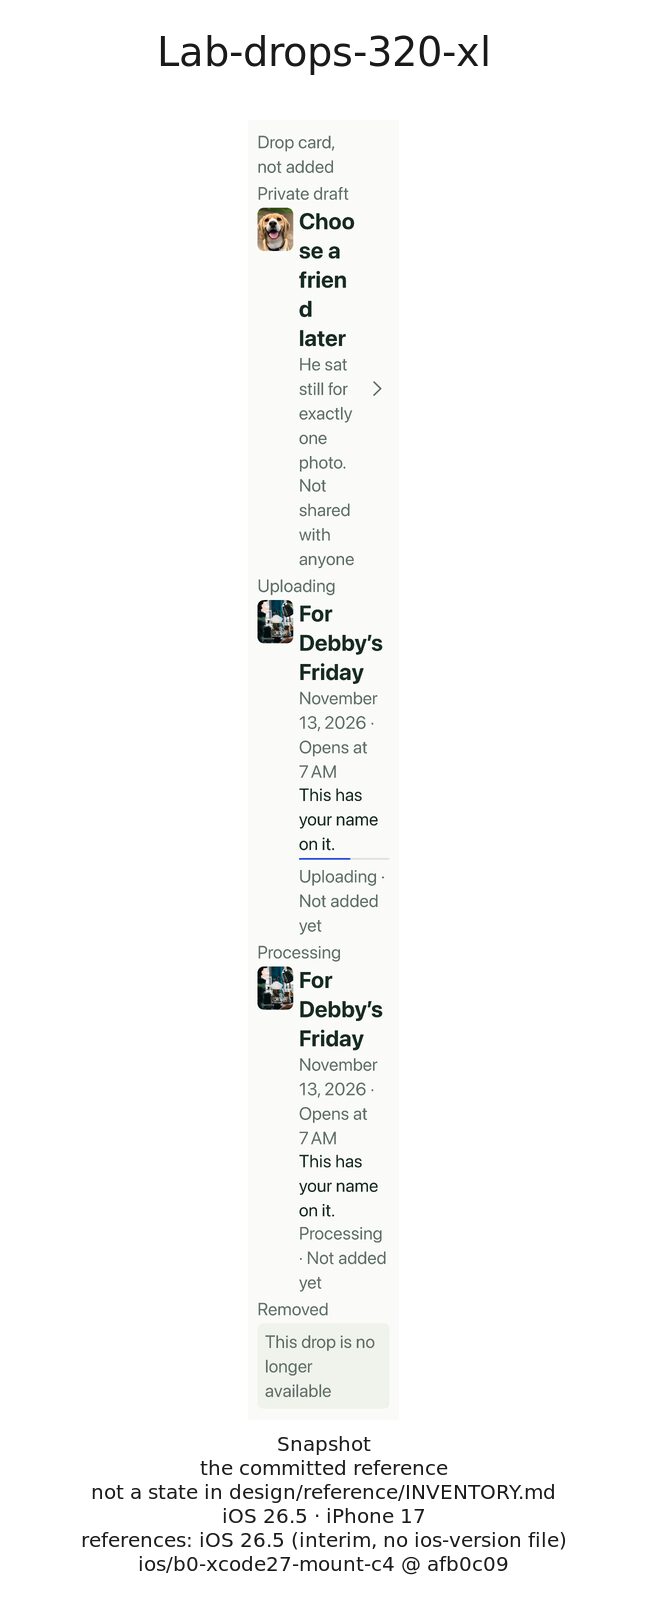 Lab-drops-320-xl
Drop card,
not added
Private draft
Choo
se a
frien
d
later
He sat
still for
exactly
one
photo.
Not
shared
with
anyone
Uploading
For
Debby’s
Friday
November
13, 2026 ·
Opens at
7 AM
This has
your name
on it.
Uploading ·
Not added
yet
Processing
For
Debby’s
Friday
November
13, 2026 ·
Opens at
7 AM
This has
your name
on it.
Processing
· Not added
yet
Removed
This drop is no
longer
available
Snapshot
the committed reference
not a state in design/reference/INVENTORY.md
iOS 26.5 · iPhone 17
references: iOS 26.5 (interim, no ios-version file)
ios/b0-xcode27-mount-c4 @ afb0c09